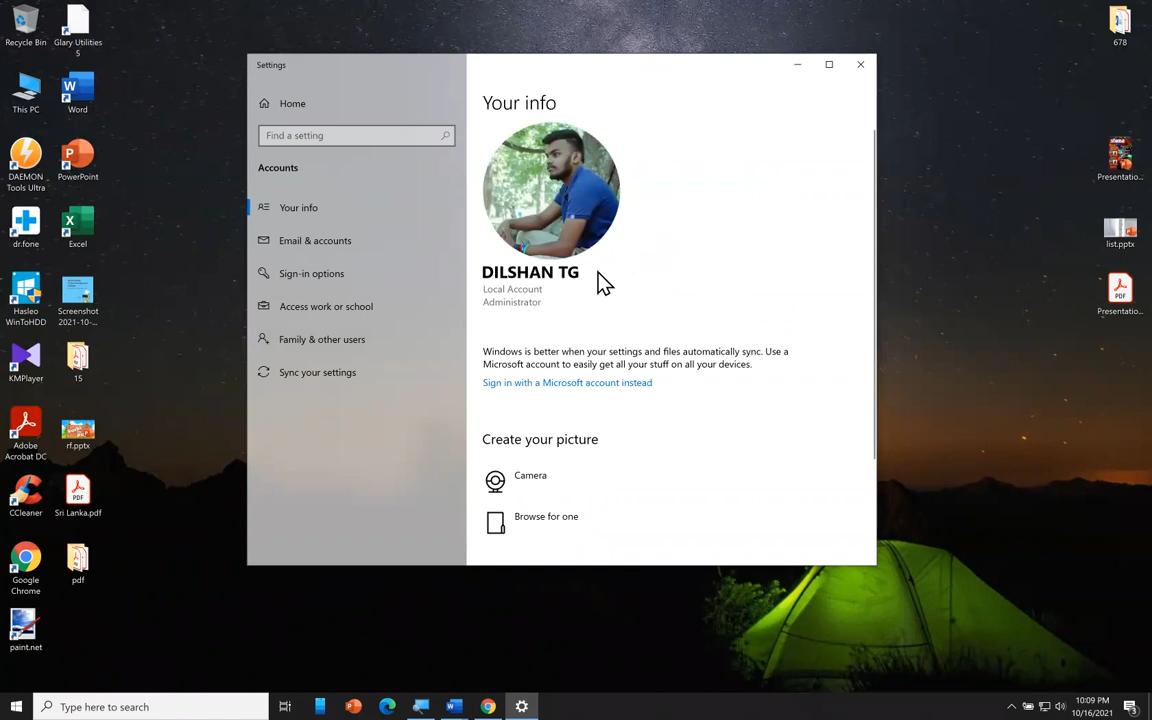 Recycle Bin
Glary Utilities
5
This PC
Word
DAEMON
Tools Ultra
PowerPoint
dr.fone
Excel
Hasleo
WinToHDD
Screenshot
2021-10-...
KMPlayer
15
Adobe
Acrobat DC
rf.pptx
CCleaner
PDF
Sri Lanka.pdf
Google
Chrome
pdf
paint.net
Settings
Home
Find a setting
Accounts
Your info
Email & accounts
Sign-in options
Access work or school
Family & other users
Sync your settings
Your info
DILSHAN TG
Local Account
Administrator
Windows is better when your settings and files automatically sync. Use a
Microsoft account to easily get all your stuff on all your devices.
Sign in with a Microsoft account instead
Create your picture
Camera
Browse for one
678
Presentatio...
list.pptx
PDF
Presentatio...
Type here to search
10:09 PM
10/16/2021
3